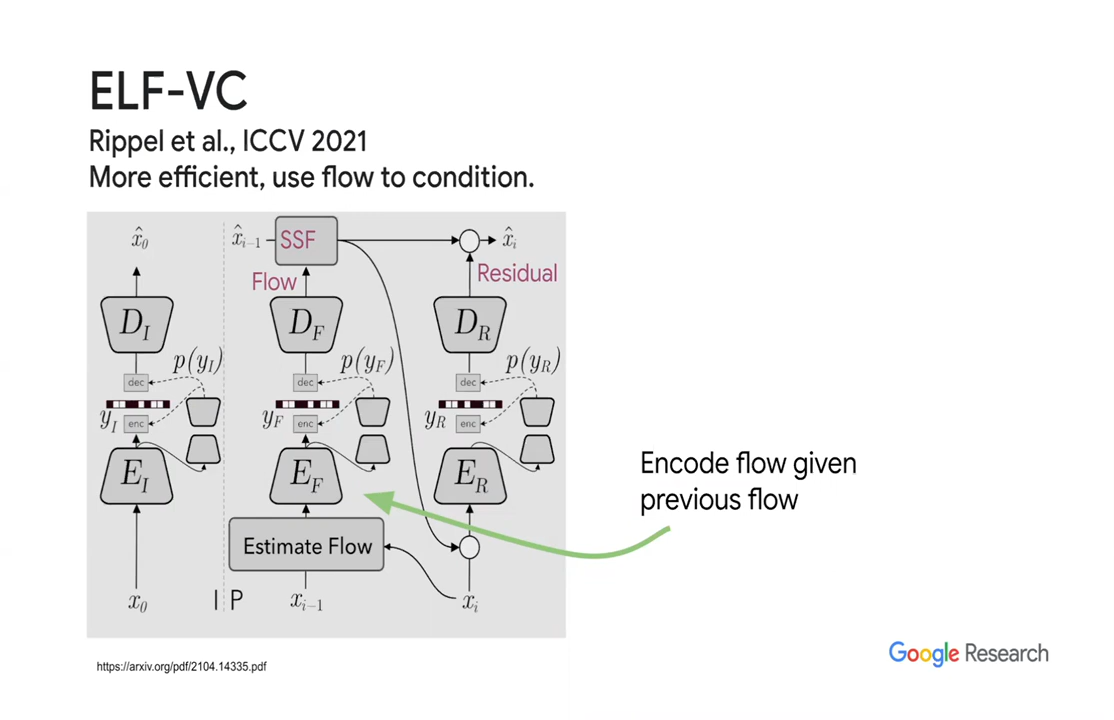 ELF-VC
Rippel et al., ICCV 2021
More efficient, use flow to condition.
x̂₀
x̂ᵢ₋₁
SSF
x̂ᵢ
Flow
Residual
D_I
D_F
D_R
p(y_I)
p(y_F)
p(y_R)
dec
dec
dec
y_I
enc
y_F
enc
y_R
enc
E_I
E_F
E_R
Encode flow given
previous flow
Estimate Flow
x₀
I P
xᵢ₋₁
xᵢ
https://arxiv.org/pdf/2104.14335.pdf
Google Research